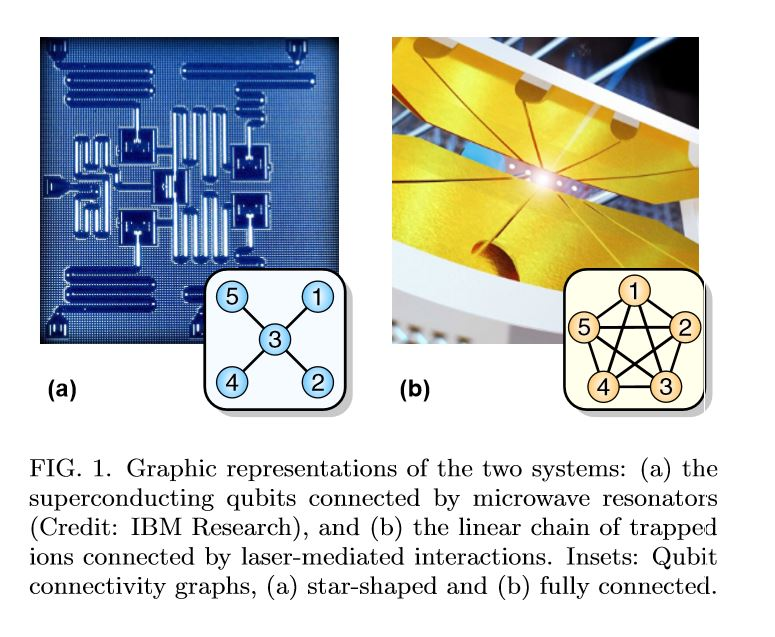 5 1
3
4 2
(a)
1
5 2
4 3
(b)
FIG. 1. Graphic representations of the two systems: (a) the
superconducting qubits connected by microwave resonators
(Credit: IBM Research), and (b) the linear chain of trapped
ions connected by laser-mediated interactions. Insets: Qubit
connectivity graphs, (a) star-shaped and (b) fully connected.